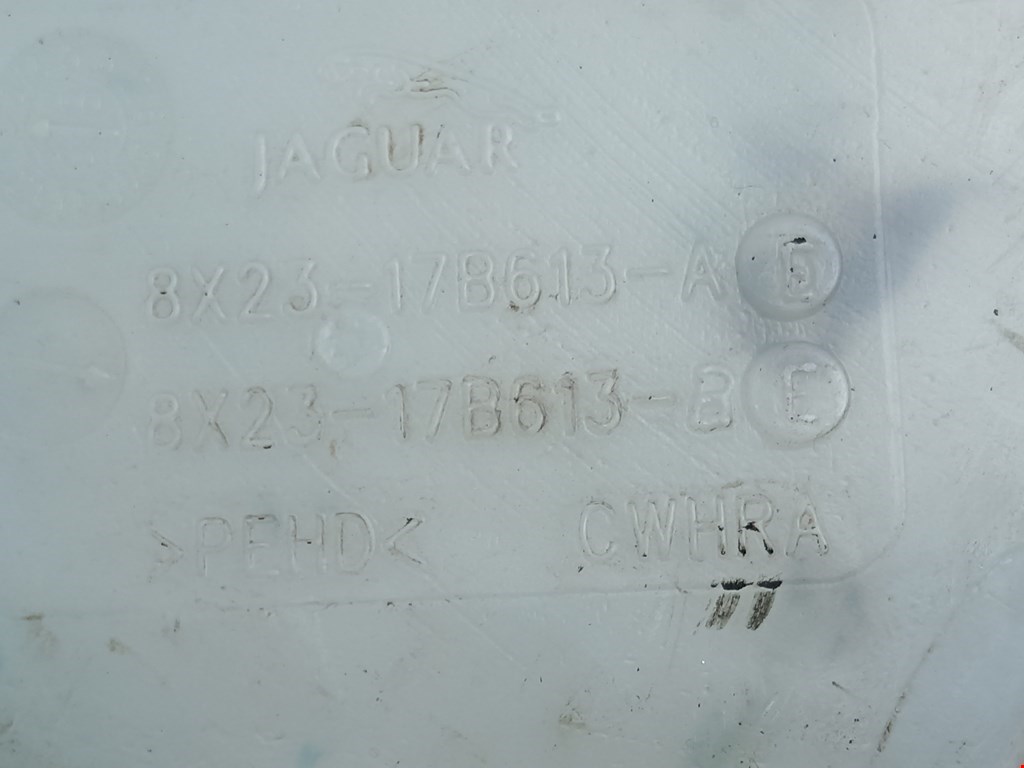 JAGUAR
8X23-17B613-A E
8X23-17B613-B E
>PEHD< CWHRA